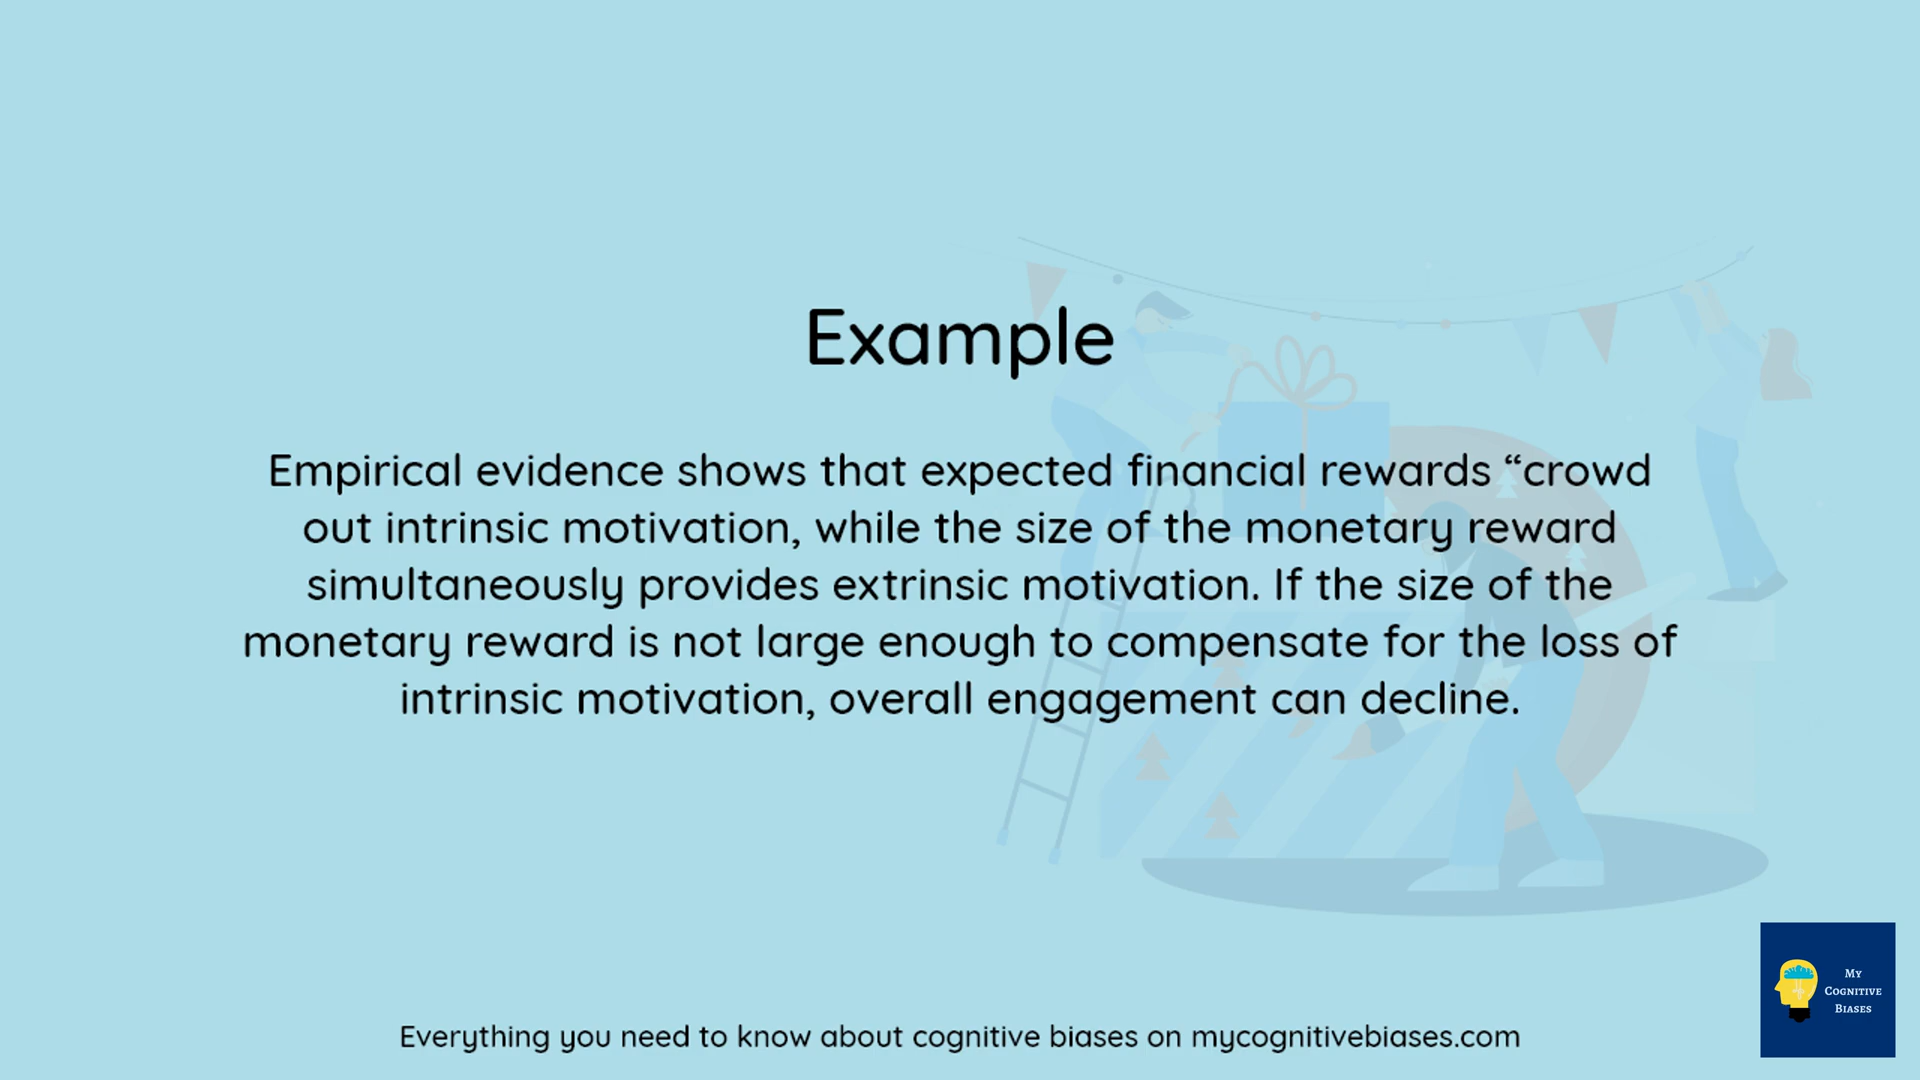 Example
Empirical evidence shows that expected financial rewards “crowd
out intrinsic motivation, while the size of the monetary reward
simultaneously provides extrinsic motivation. If the size of the
monetary reward is not large enough to compensate for the loss of
intrinsic motivation, overall engagement can decline.
My
Cognitive
Biases
Everything you need to know about cognitive biases on mycognitivebiases.com